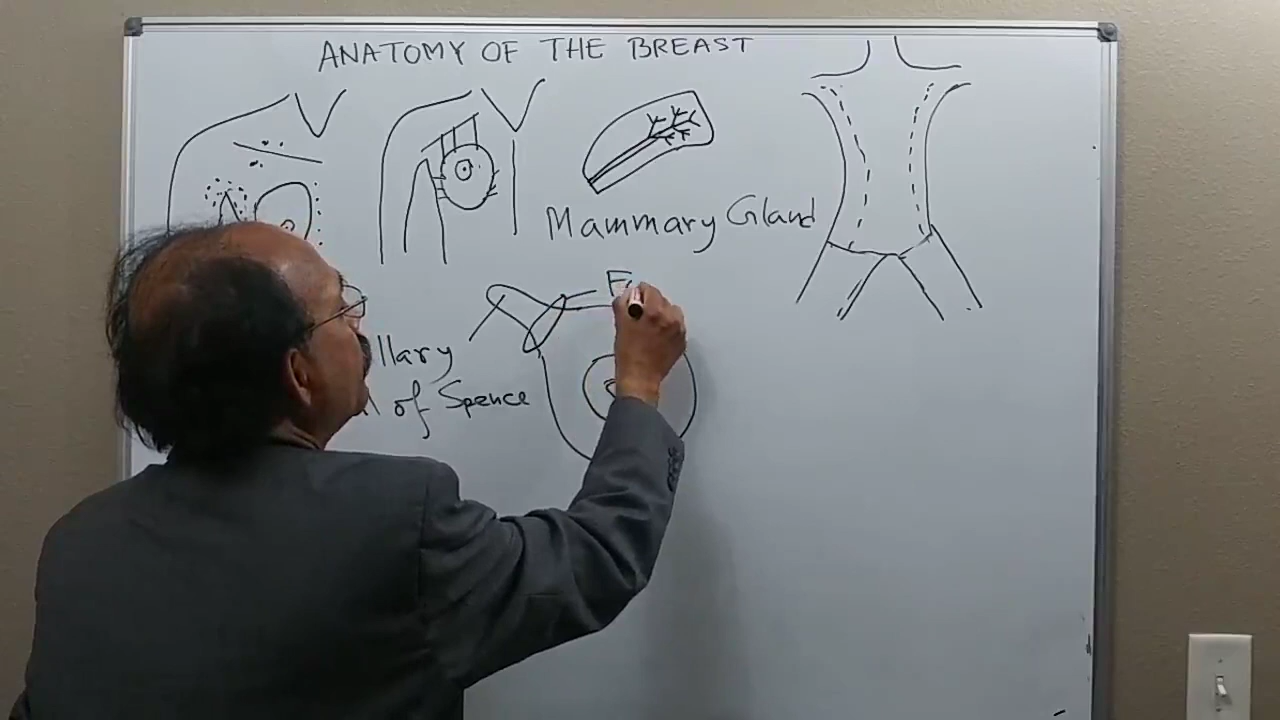 ANATOMY OF THE BREAST
Mammary Gland
F
llary
of Spence